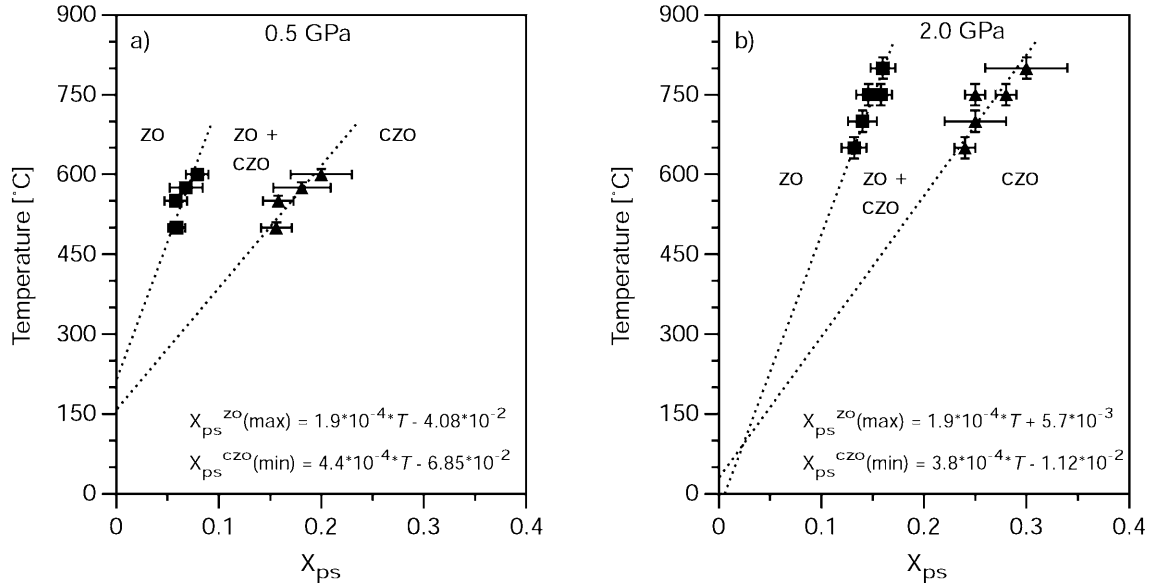 a)
0.5 GPa
900
750
600
450
300
150
0
Temperature [°C]
zo
zo +
czo
czo
X_ps^zo(max) = 1.9*10^-4*T - 4.08*10^-2
X_ps^czo(min) = 4.4*10^-4*T - 6.85*10^-2
0 0.1 0.2 0.3 0.4
X_ps
b)
2.0 GPa
900
750
600
450
300
150
0
Temperature [°C]
zo
zo +
czo
czo
X_ps^zo(max) = 1.9*10^-4*T + 5.7*10^-3
X_ps^czo(min) = 3.8*10^-4*T - 1.12*10^-2
0 0.1 0.2 0.3 0.4
X_ps